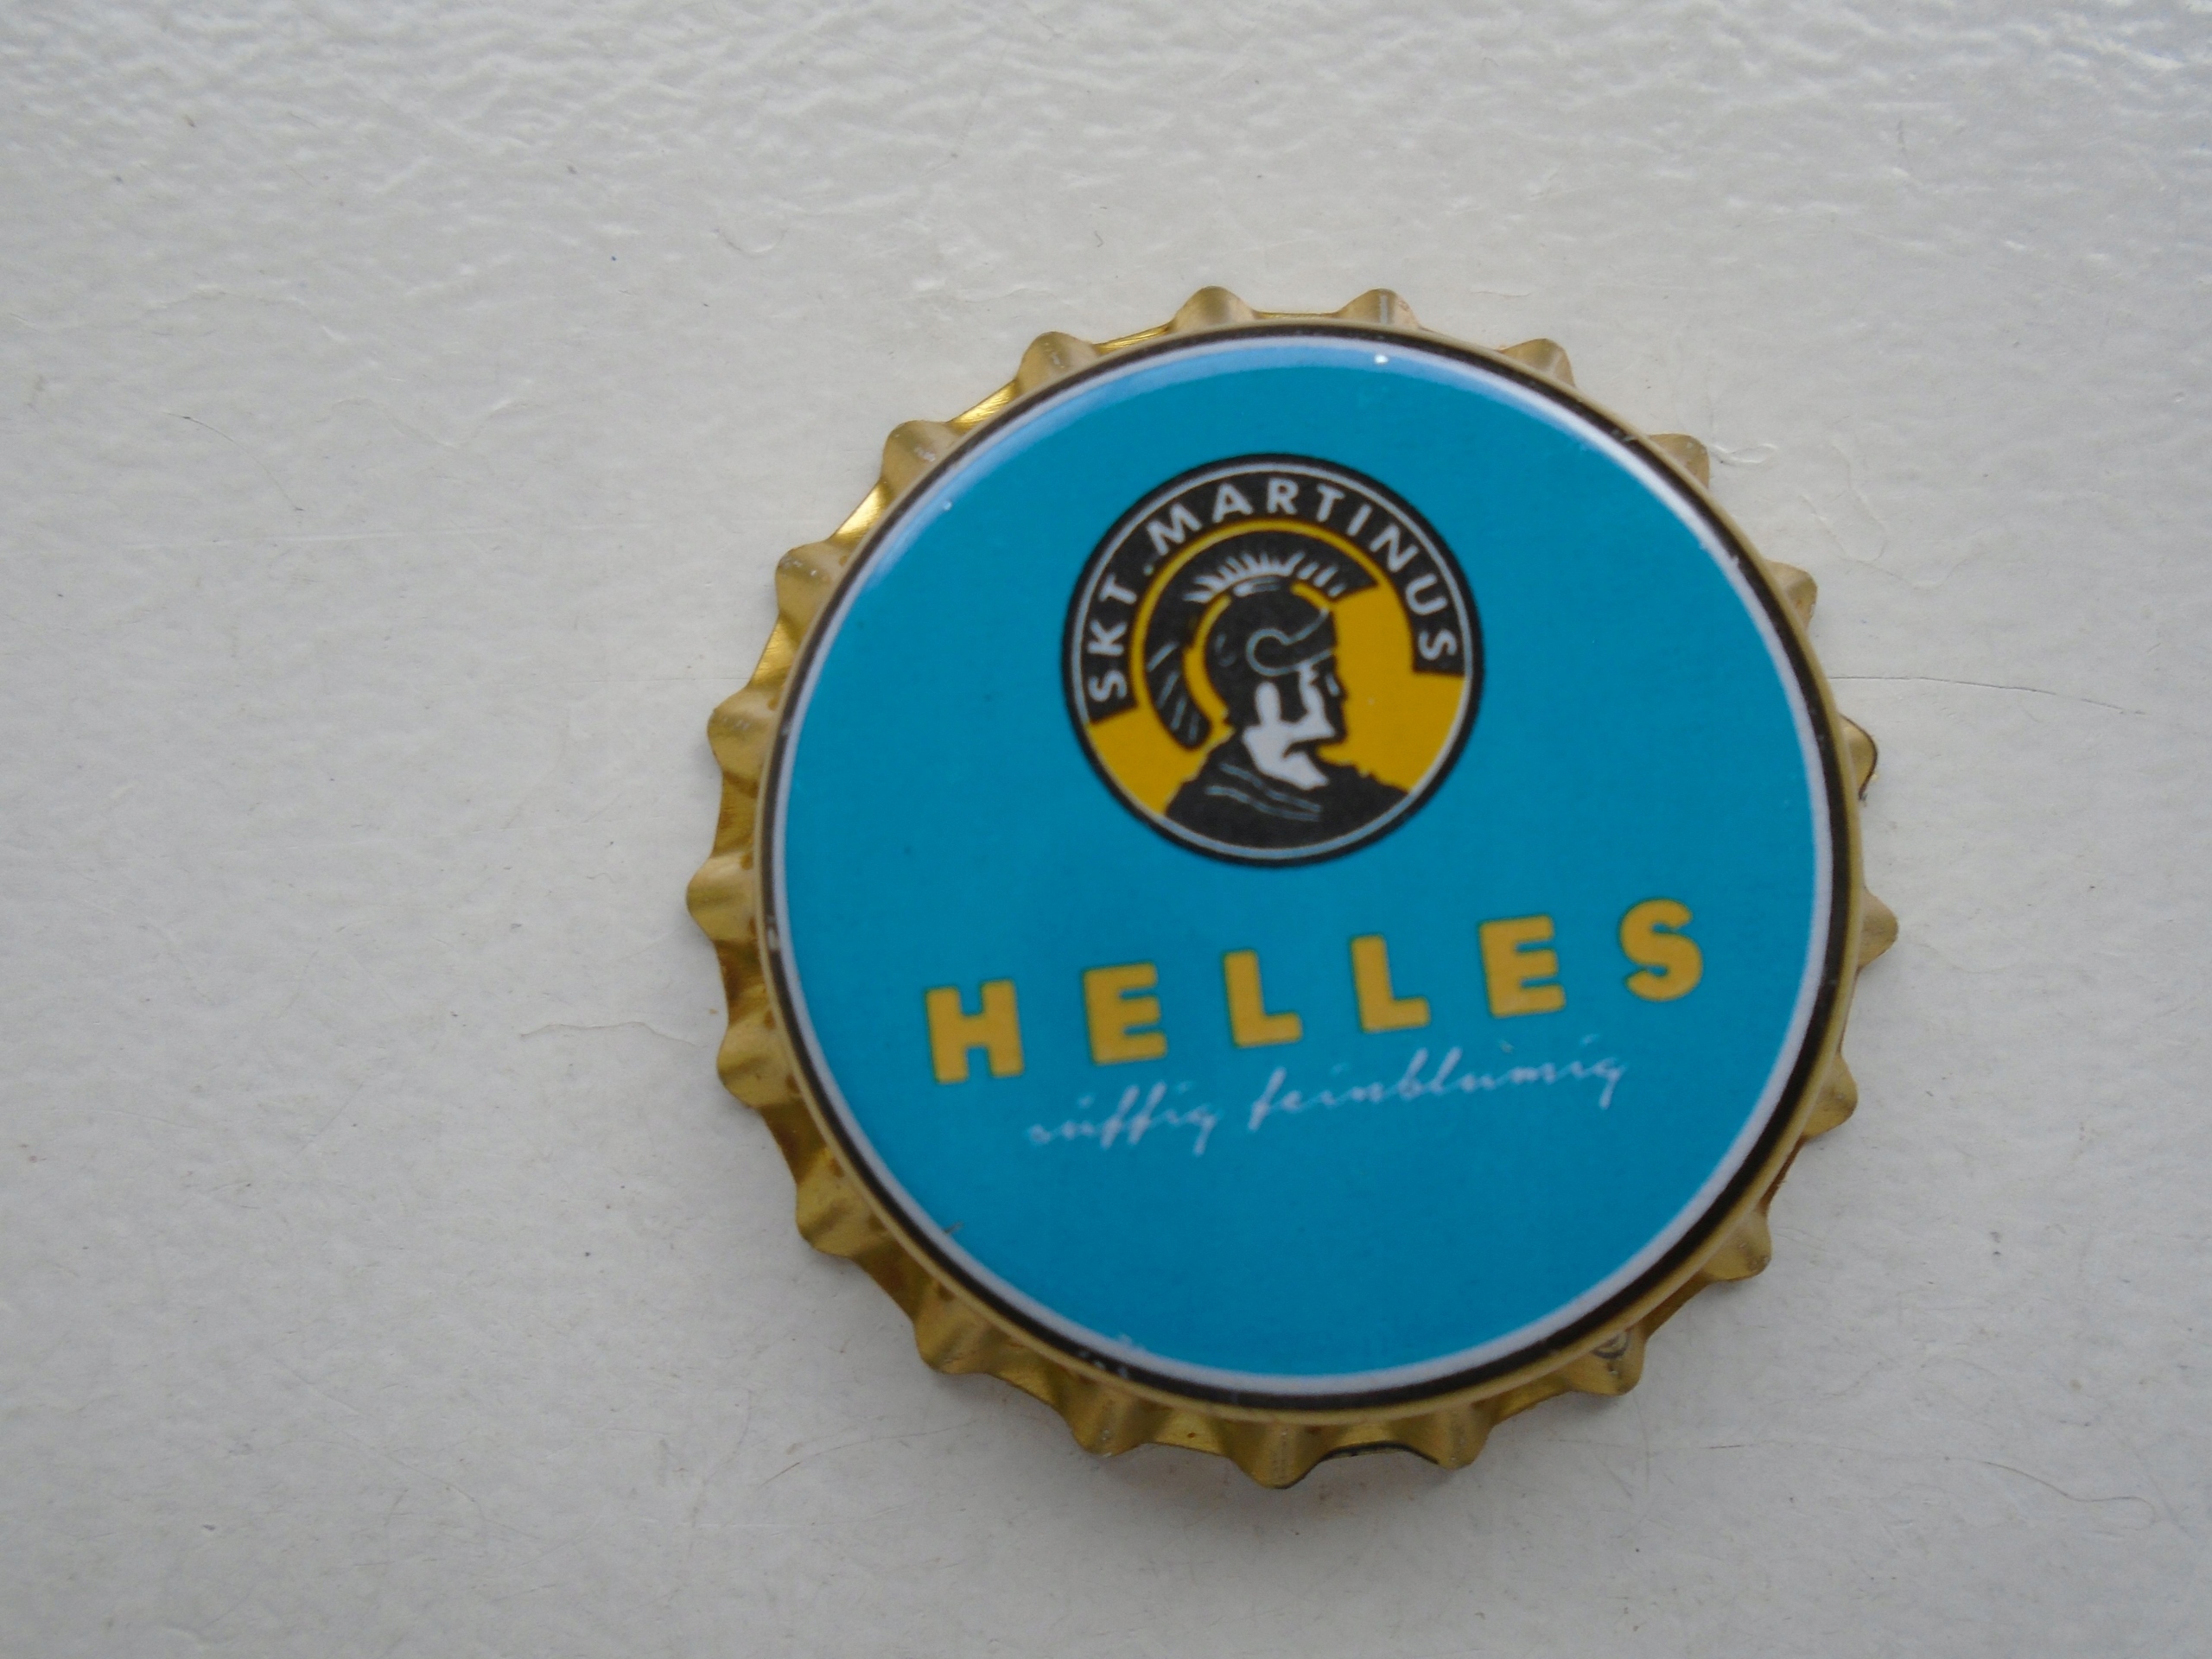 SKT. MARTINUS
HELLES
süffig feinblumig